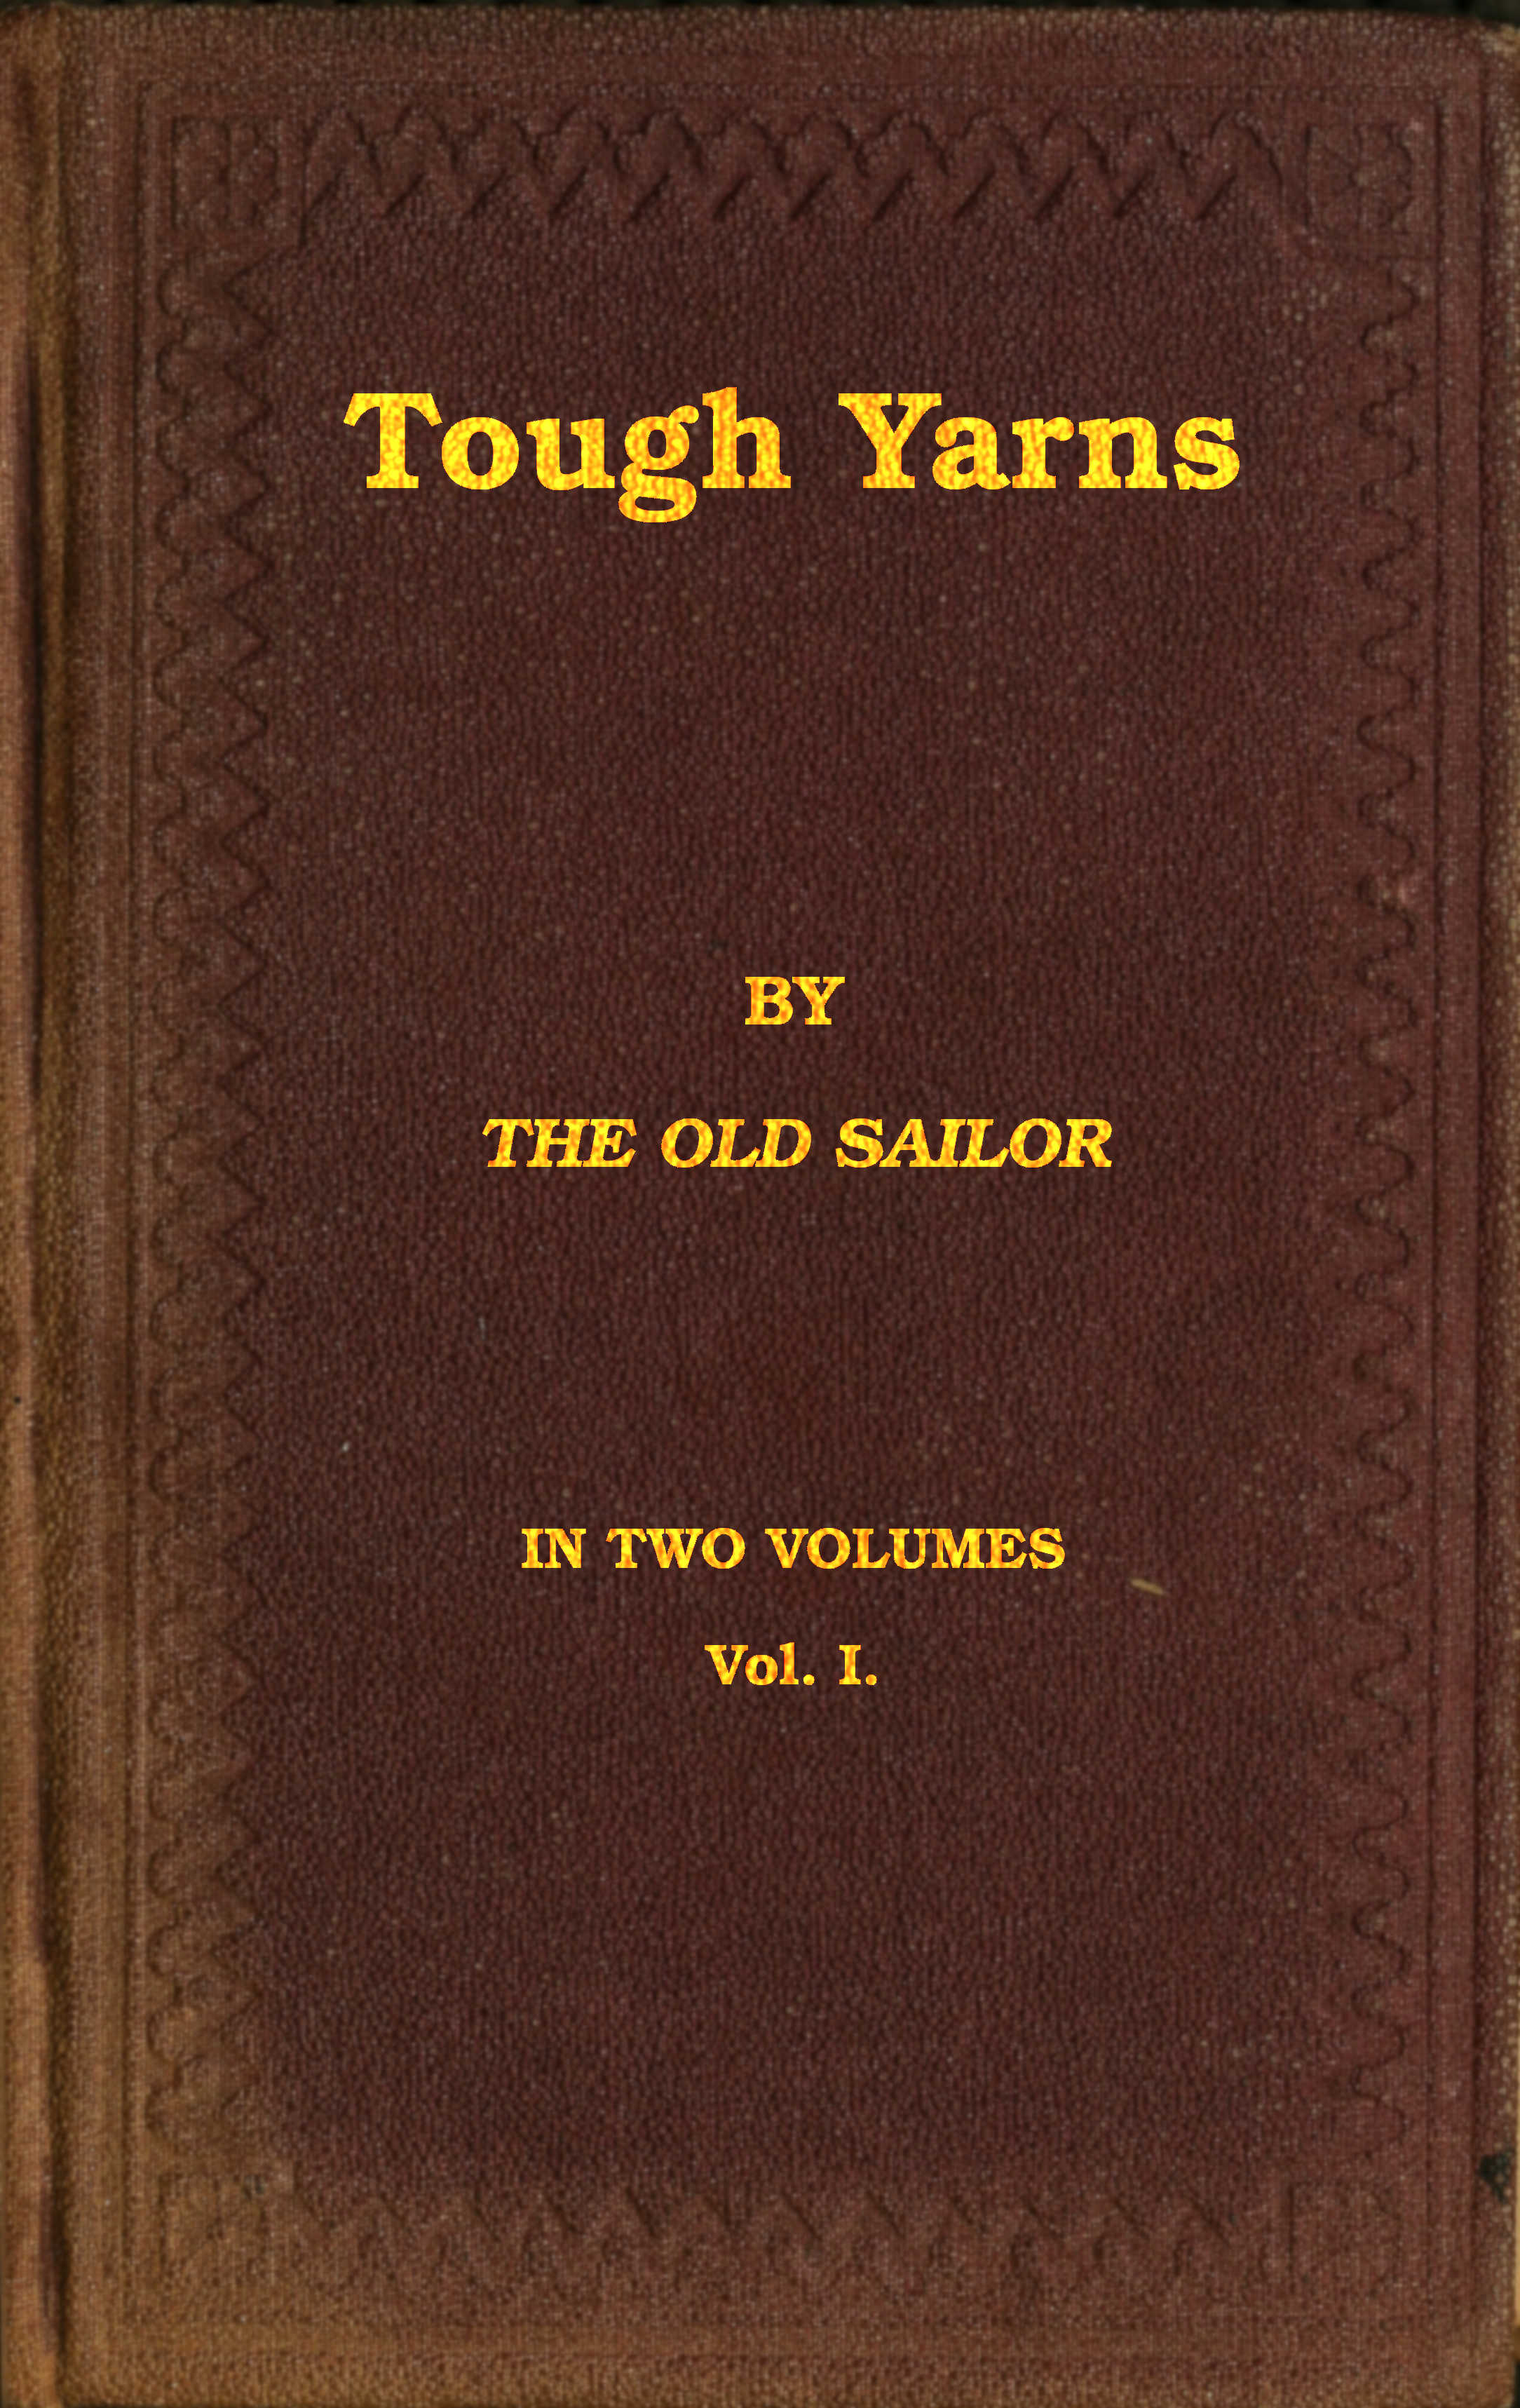 Tough Yarns
BY
THE OLD SAILOR
IN TWO VOLUMES
Vol. I.